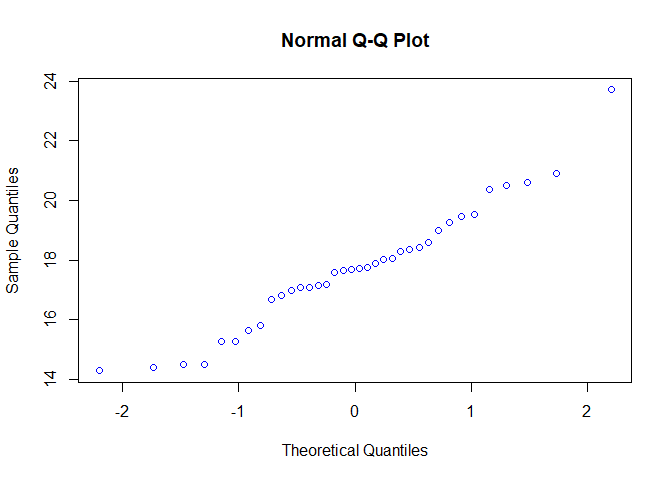 Normal Q-Q Plot
Sample Quantiles
24
22
20
18
16
14
-2 -1 0 1 2
Theoretical Quantiles